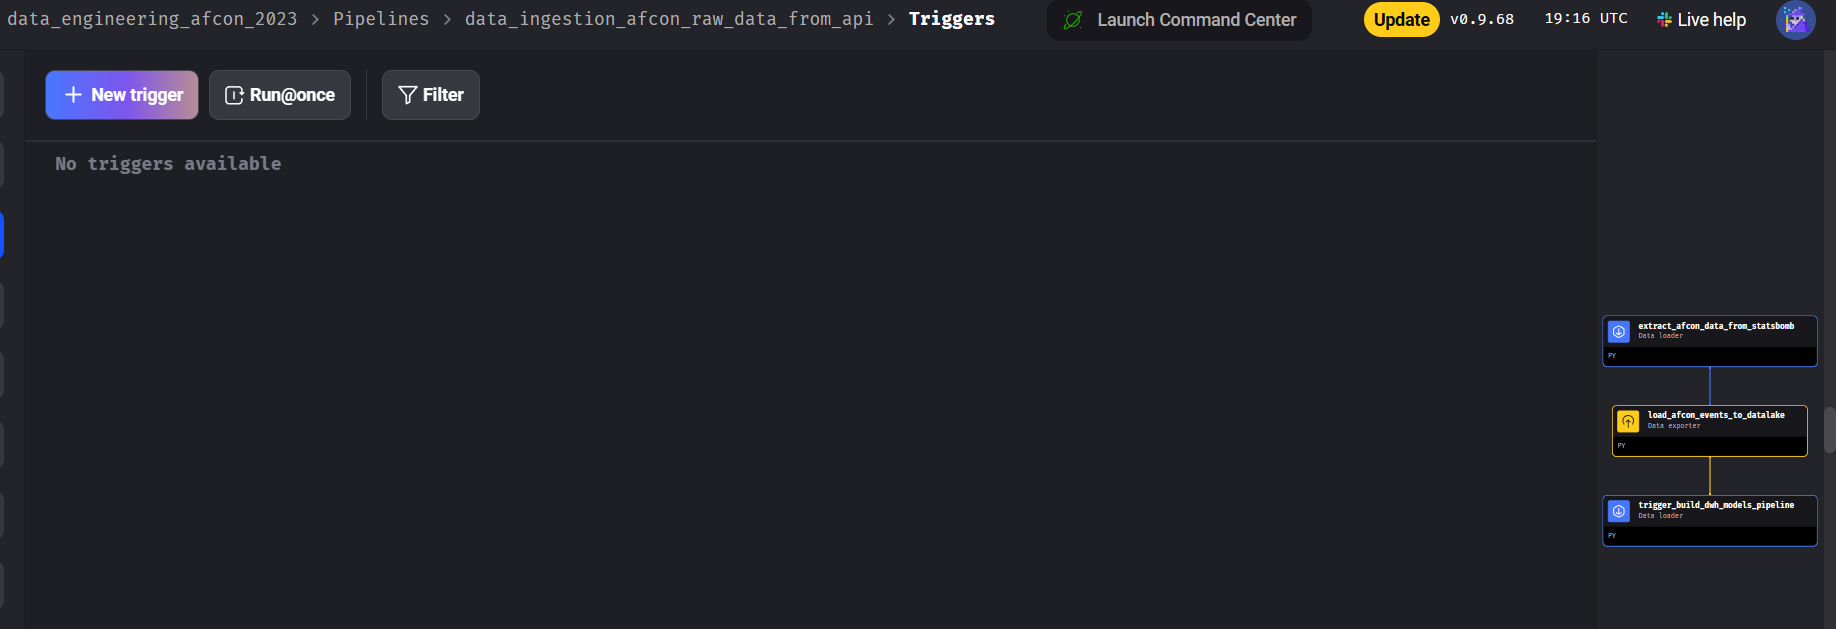 data_engineering_afcon_2023 > Pipelines > data_ingestion_afcon_raw_data_from_api > Triggers
Launch Command Center
Update v0.9.68 19:16 UTC Live help
+ New trigger
Run@once
Filter
No triggers available
extract_afcon_data_from_statsbomb
Data loader
PY
load_afcon_events_to_datalake
Data exporter
PY
trigger_build_dwh_models_pipeline
Data loader
PY